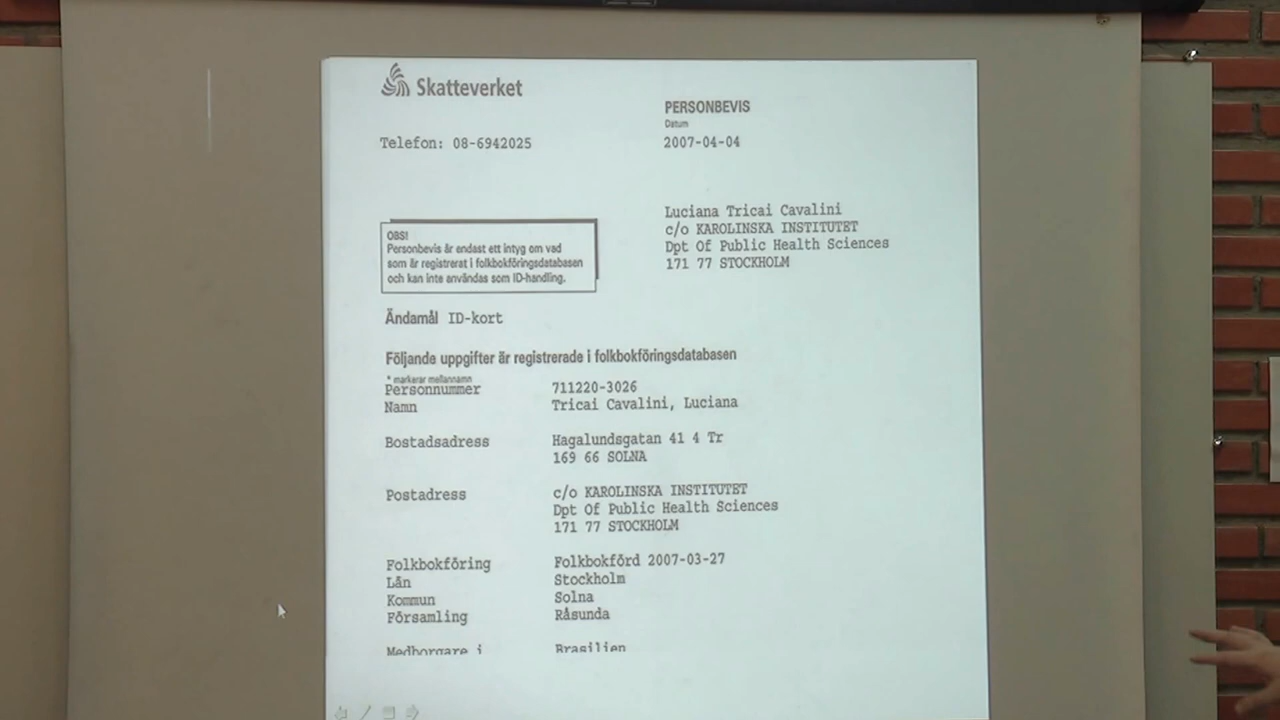 Skatteverket
PERSONBEVIS
Datum
Telefon: 08-6942025
2007-04-04
Luciana Tricai Cavalini
c/o KAROLINSKA INSTITUTET
Dpt Of Public Health Sciences
171 77 STOCKHOLM
OBS!
Personbevis är endast ett intyg om vad
som är registrerat i folkbokföringsdatabasen
och kan inte användas som ID-handling.
Ändamål ID-kort
Följande uppgifter är registrerade i folkbokföringsdatabasen
* markerar mellannamn
Personnummer 711220-3026
Namn Tricai Cavalini, Luciana
Bostadsadress Hagalundsgatan 41 4 Tr
169 66 SOLNA
Postadress c/o KAROLINSKA INSTITUTET
Dpt Of Public Health Sciences
171 77 STOCKHOLM
Folkbokföring Folkbokförd 2007-03-27
Län Stockholm
Kommun Solna
Församling Råsunda
Medborgare i Brasilien